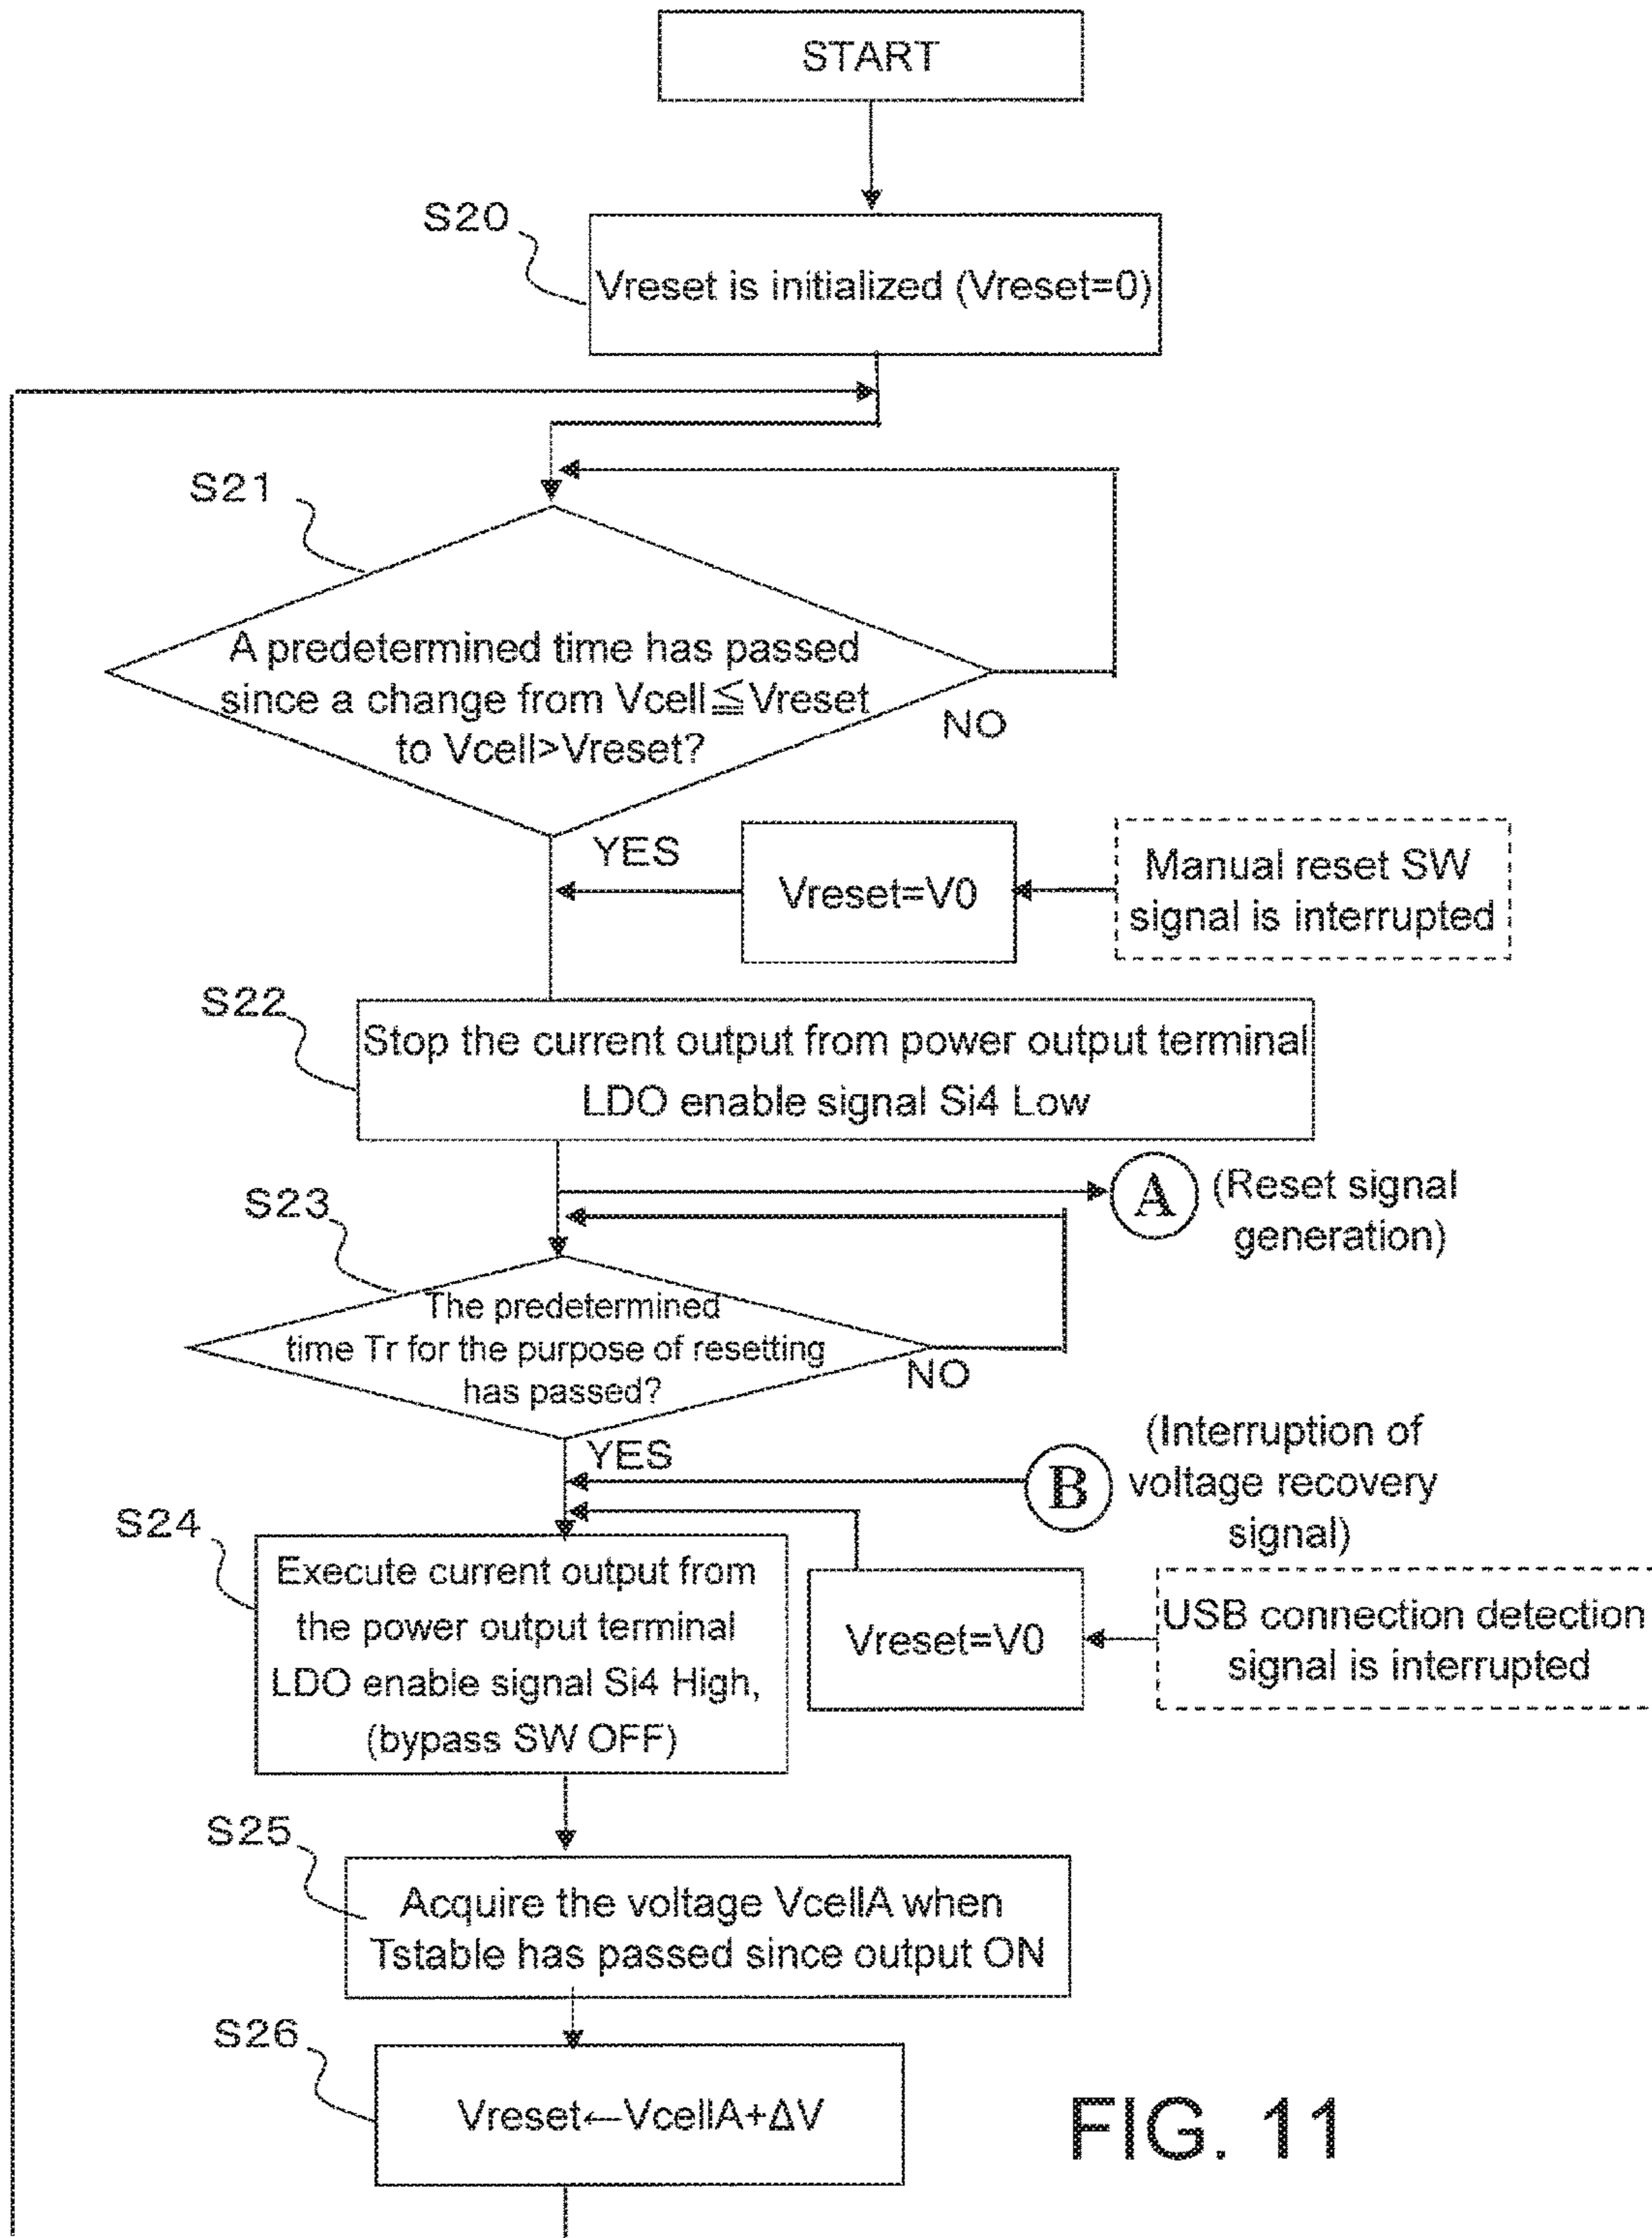 START
S20
Vreset is initialized (Vreset=0)
S21
A predetermined time has passed
since a change from Vcell≦Vreset
to Vcell>Vreset?
NO
YES
Vreset=V0
Manual reset SW
signal is interrupted
S22
Stop the current output from power output terminal
LDO enable signal Si4 Low
A
(Reset signal
generation)
S23
The predetermined
time Tr for the purpose of resetting
has passed?
NO
YES
B
(Interruption of
voltage recovery
signal)
S24
Execute current output from
the power output terminal
LDO enable signal Si4 High,
(bypass SW OFF)
Vreset=V0
USB connection detection
signal is interrupted
S25
Acquire the voltage VcellA when
Tstable has passed since output ON
S26
Vreset←VcellA+ΔV
FIG. 11